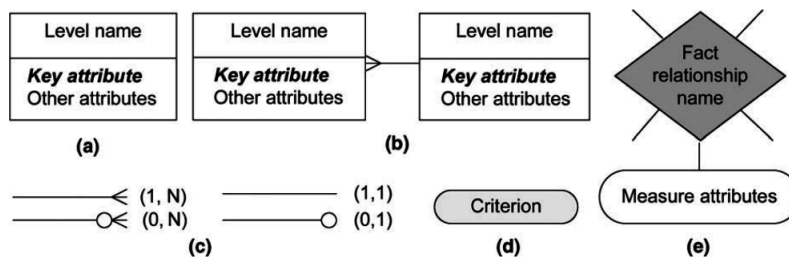 Level name
Key attribute
Other attributes
(a)
Level name
Key attribute
Other attributes
Level name
Key attribute
Other attributes
(b)
(1, N)
(0, N)
(1,1)
(0,1)
(c)
Criterion
(d)
Fact
relationship
name
Measure attributes
(e)